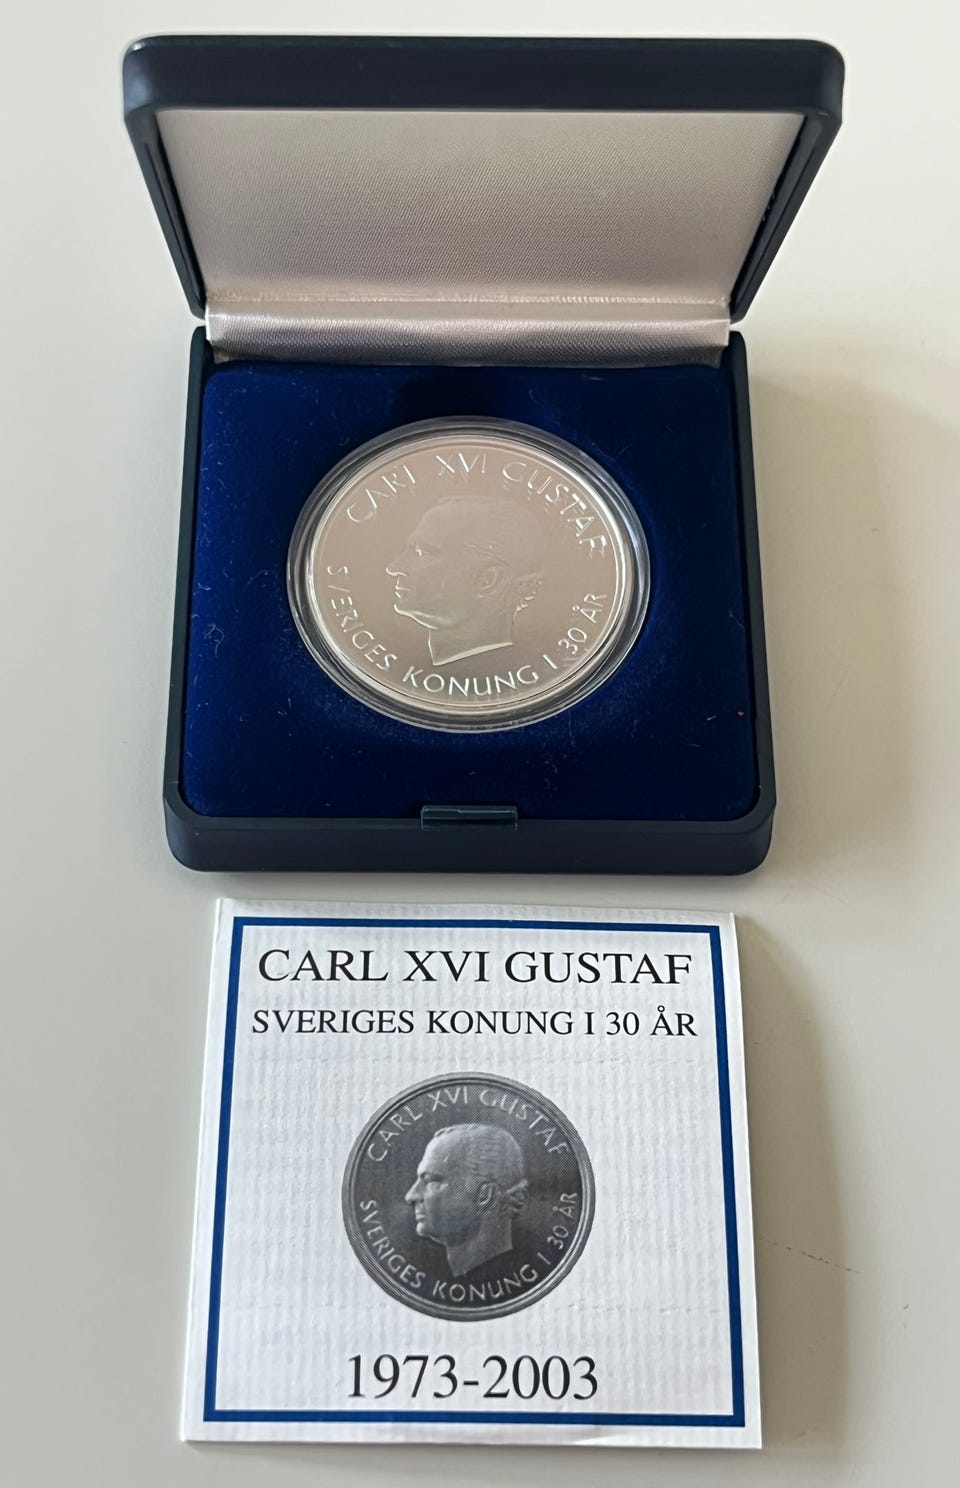 CARL XVI GUSTAF
SVERIGES KONUNG I 30 ÅR
CARL XVI GUSTAF
SVERIGES KONUNG I 30 ÅR
CARL XVI GUSTAF
SVERIGES KONUNG I 30 ÅR
1973-2003